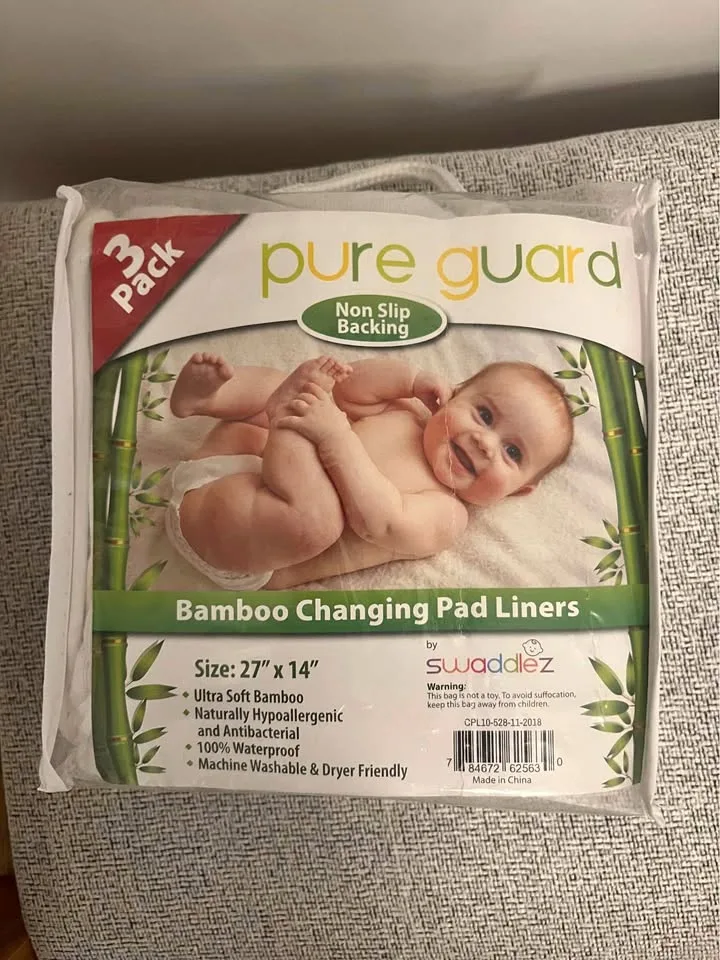 3
Pack
pure guard
Non Slip
Backing
Bamboo Changing Pad Liners
by
swaddlez
Size: 27" x 14"
Ultra Soft Bamboo
Naturally Hypoallergenic
and Antibacterial
100% Waterproof
Machine Washable & Dryer Friendly
Warning:
This bag is not a toy. To avoid suffocation,
keep this bag away from children.
CPL10-528-11-2018
7 84672 62563 0
Made in China